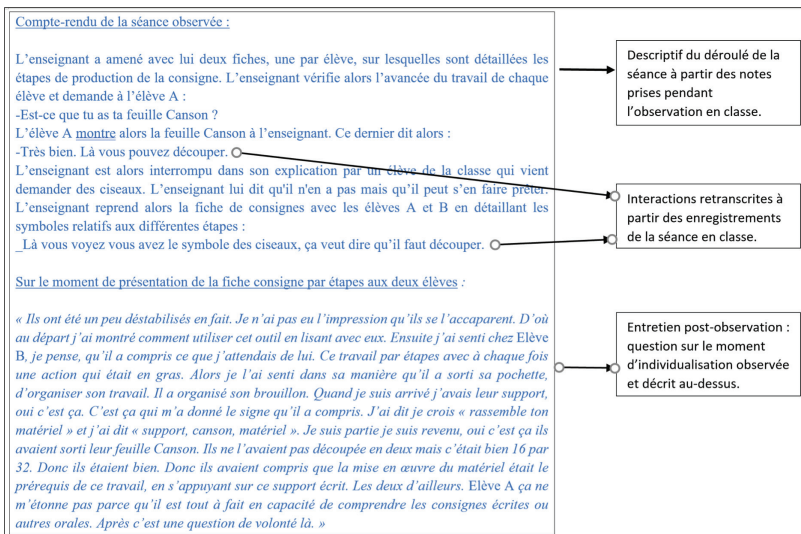 Compte-rendu de la séance observée :
L'enseignant a amené avec lui deux fiches, une par élève, sur lesquelles sont détaillées les
étapes de production de la consigne. L'enseignant vérifie alors l'avancée du travail de chaque
élève et demande à l'élève A :
-Est-ce que tu as ta feuille Canson ?
L'élève A montre alors la feuille Canson à l'enseignant. Ce dernier dit alors :
-Très bien. Là vous pouvez découper.
L'enseignant est alors interrompu dans son explication par un élève de la classe qui vient
demander des ciseaux. L'enseignant lui dit qu'il n'en a pas mais qu'il peut s'en faire prêter.
L'enseignant reprend alors la fiche de consignes avec les élèves A et B en détaillant les
symboles relatifs aux différentes étapes :
_Là vous voyez vous avez le symbole des ciseaux, ça veut dire qu'il faut découper.
Sur le moment de présentation de la fiche consigne par étapes aux deux élèves :
« Ils ont été un peu déstabilisés en fait. Je n'ai pas eu l'impression qu'ils se l'accaparent. D'où
au départ j'ai montré comment utiliser cet outil en lisant avec eux. Ensuite j'ai senti chez Elève
B, je pense, qu'il a compris ce que j'attendais de lui. Ce travail par étapes avec à chaque fois
une action qui était en gras. Alors je l'ai senti dans sa manière qu'il a sorti sa pochette,
d'organiser son travail. Il a organisé son brouillon. Quand je suis arrivé j'avais leur support,
oui c'est ça. C'est ça qui m'a donné le signe qu'il a compris. J'ai dit je crois « rassemble ton
matériel » et j'ai dit « support, canson, matériel ». Je suis partie je suis revenu, oui c'est ça ils
avaient sorti leur feuille Canson. Ils ne l'avaient pas découpée en deux mais c'était bien 16 par
32. Donc ils étaient bien. Donc ils avaient compris que la mise en œuvre du matériel était le
prérequis de ce travail, en s'appuyant sur ce support écrit. Les deux d'ailleurs. Elève A ça ne
m'étonne pas parce qu'il est tout à fait en capacité de comprendre les consignes écrites ou
autres orales. Après c'est une question de volonté là. »
Descriptif du déroulé de la
séance à partir des notes
prises pendant
l'observation en classe.
Interactions retranscrites à
partir des enregistrements
de la séance en classe.
Entretien post-observation :
question sur le moment
d'individualisation observée
et décrit au-dessus.